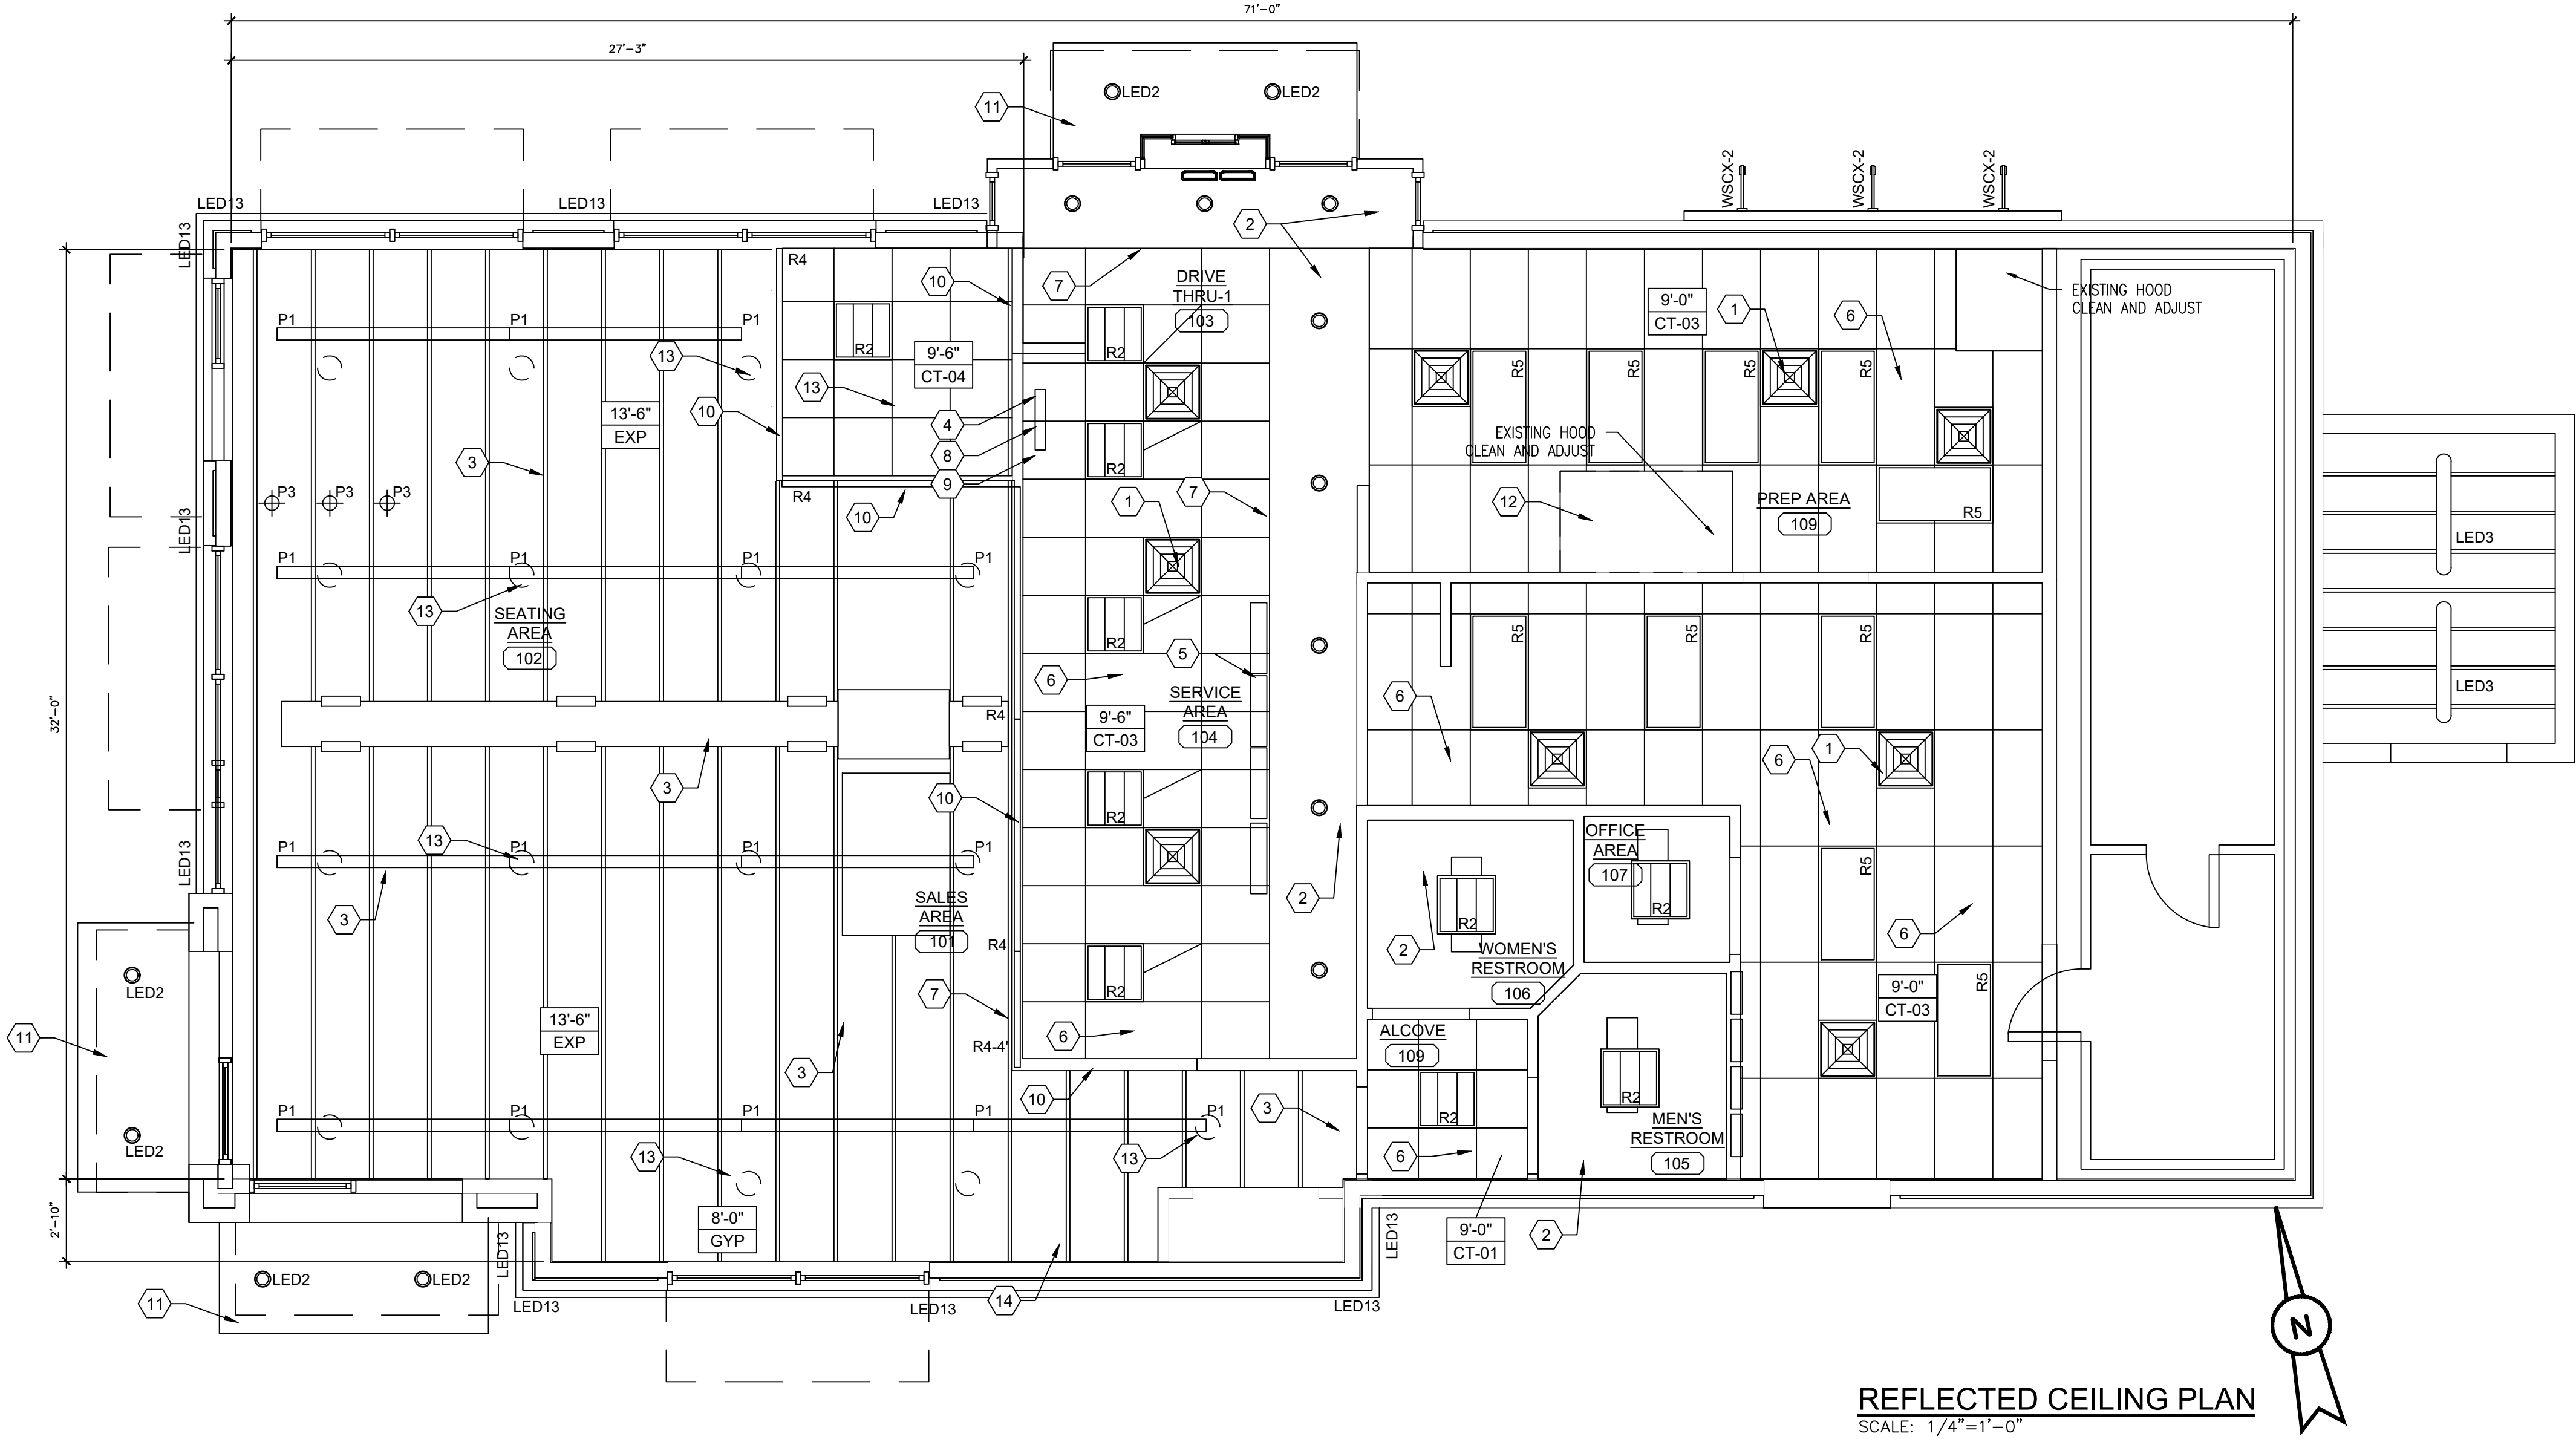 71'-0"
27'-3"
11
LED2
LED2
WSCX-2
WSCX-2
WSCX-2
LED13
LED13
LED13
LED13
2
R4
10
7
DRIVE
THRU-1
103
EXISTING HOOD
CLEAN AND ADJUST
9'-0"
CT-03
1
6
P1
P1
P1
13
R2
9'-6"
CT-04
R2
R5
R5
R5
R5
13
13'-6"
EXP
10
4
EXISTING HOOD
CLEAN AND ADJUST
8
R2
3
9
P3
P3
P3
R4
10
1
7
12
PREP AREA
109
R5
LED13
LED3
P1
P1
P1
P1
13
SEATING
AREA
102
R2
5
6
R5
R5
R5
LED3
SERVICE
AREA
104
6
32'-0"
R4
9'-6"
CT-03
6
1
3
10
R2
13
P1
P1
P1
P1
LED13
OFFICE
AREA
107
R5
3
SALES
AREA
101
2
R2
R2
6
R4
2
WOMEN'S
RESTROOM
106
LED2
R2
7
9'-0"
CT-03
R5
13'-6"
EXP
11
6
ALCOVE
109
R4-4'
3
10
3
R2
R2
P1
P1
P1
P1
P1
MEN'S
RESTROOM
105
LED2
13
13
6
2'-10"
8'-0"
GYP
LED13
LED13
9'-0"
CT-01
2
LED2
LED2
11
LED13
LED13
14
LED13
N
REFLECTED CEILING PLAN
SCALE: 1/4"=1'-0"